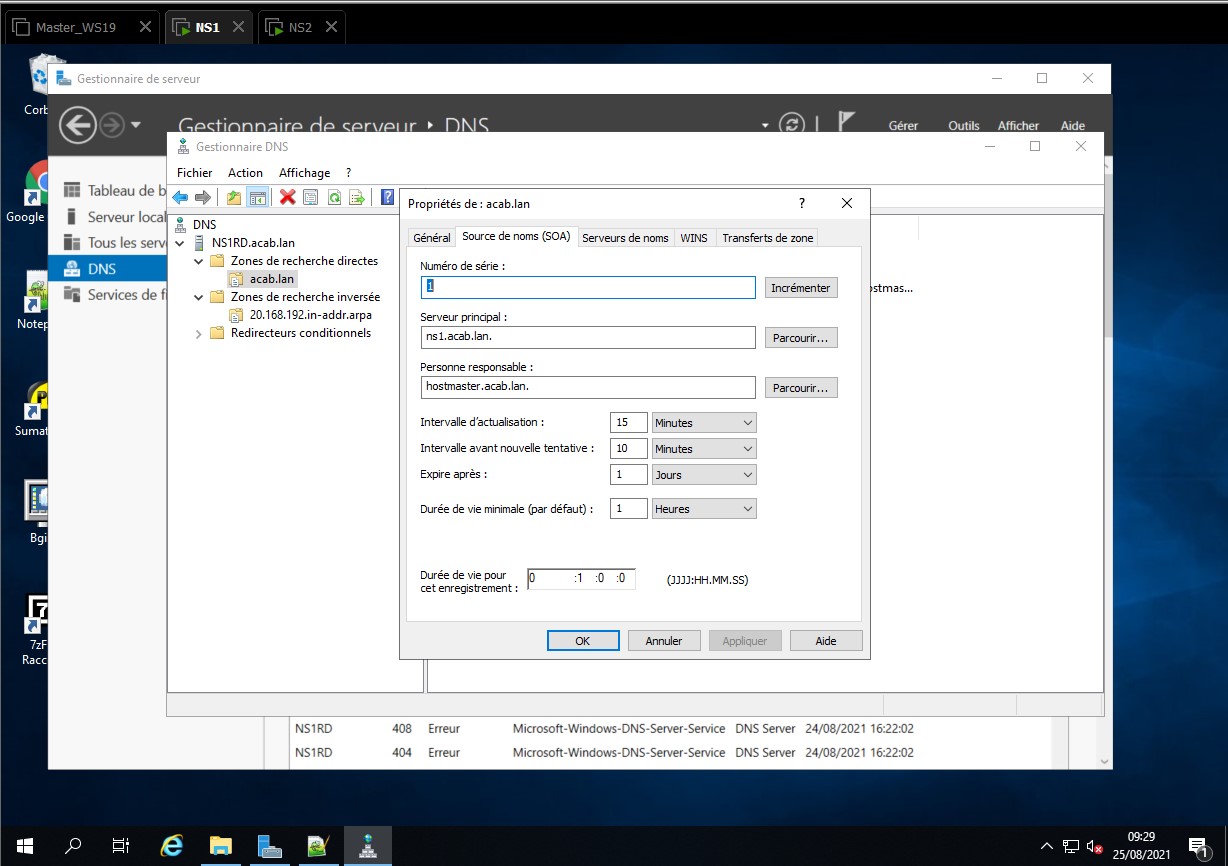 Master_WS19
NS1
NS2
Corb
Gestionnaire de serveur
Gestionnaire de serveur ‣ DNS
Gérer Outils Afficher Aide
Gestionnaire DNS
Fichier Action Affichage ?
Google
Tableau de b
Serveur local
Tous les serv
DNS
Services de fi
Notep
Sumat
Bgi
7zF
Racco
DNS
NS1RD.acab.lan
Zones de recherche directes
acab.lan
Zones de recherche inversée
20.168.192.in-addr.arpa
Redirecteurs conditionnels
ostmas...
Propriétés de : acab.lan ?
Général Source de noms (SOA) Serveurs de noms WINS Transferts de zone
Numéro de série :
1 Incrémenter
Serveur principal :
ns1.acab.lan. Parcourir...
Personne responsable :
hostmaster.acab.lan. Parcourir...
Intervalle d'actualisation : 15 Minutes
Intervalle avant nouvelle tentative : 10 Minutes
Expire après : 1 Jours
Durée de vie minimale (par défaut) : 1 Heures
Durée de vie pour
cet enregistrement : 0 :1 :0 :0 (JJJJ:HH.MM.SS)
OK Annuler Appliquer Aide
NS1RD 408 Erreur Microsoft-Windows-DNS-Server-Service DNS Server 24/08/2021 16:22:02
NS1RD 404 Erreur Microsoft-Windows-DNS-Server-Service DNS Server 24/08/2021 16:22:02
09:29
25/08/2021
1